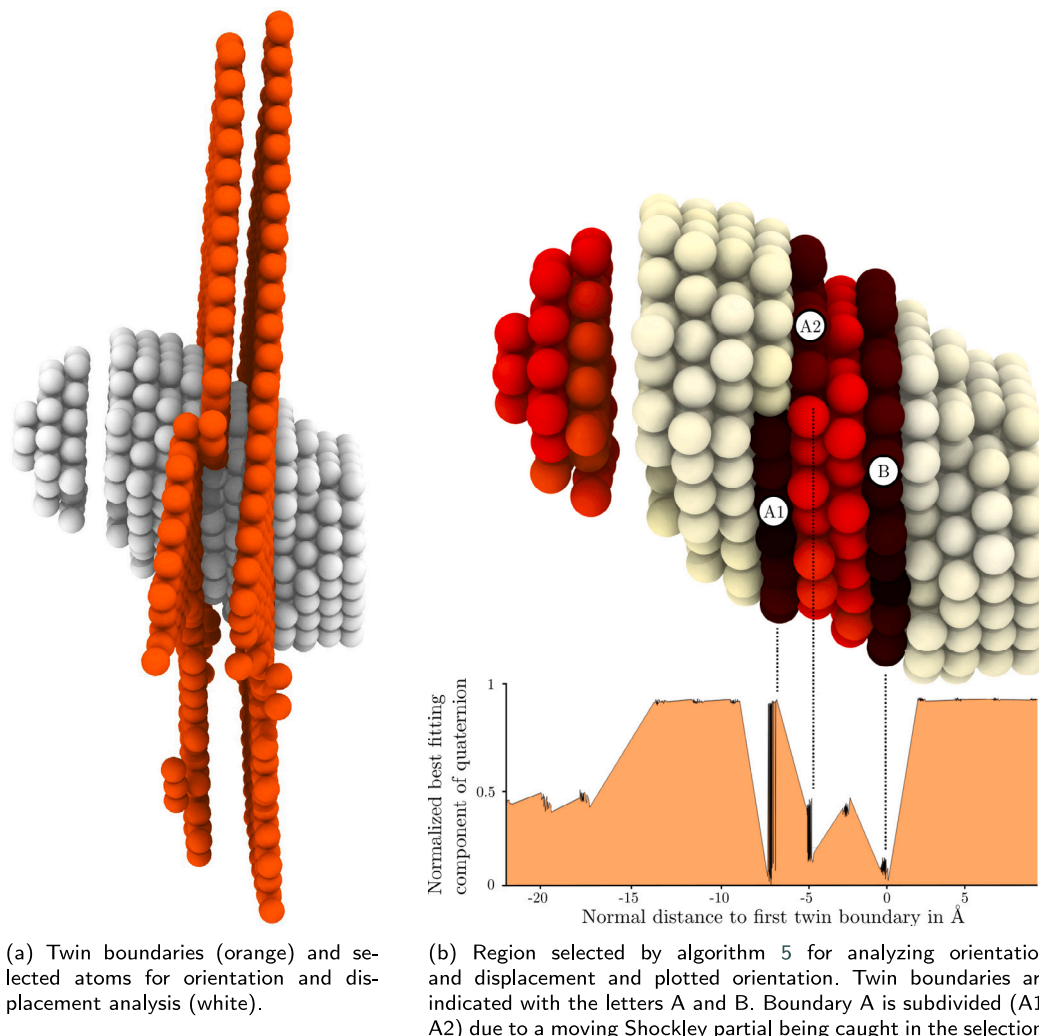 A2
B
A1
1
0.5
0
Normalized best fitting
component of quaternion
-20
-15
-10
-5
0
5
Normal distance to first twin boundary in Å
(a) Twin boundaries (orange) and se-
lected atoms for orientation and dis-
placement analysis (white).
(b) Region selected by algorithm 5 for analyzing orientation
and displacement and plotted orientation. Twin boundaries are
indicated with the letters A and B. Boundary A is subdivided (A1
A2) due to a moving Shockley partial being caught in the selection